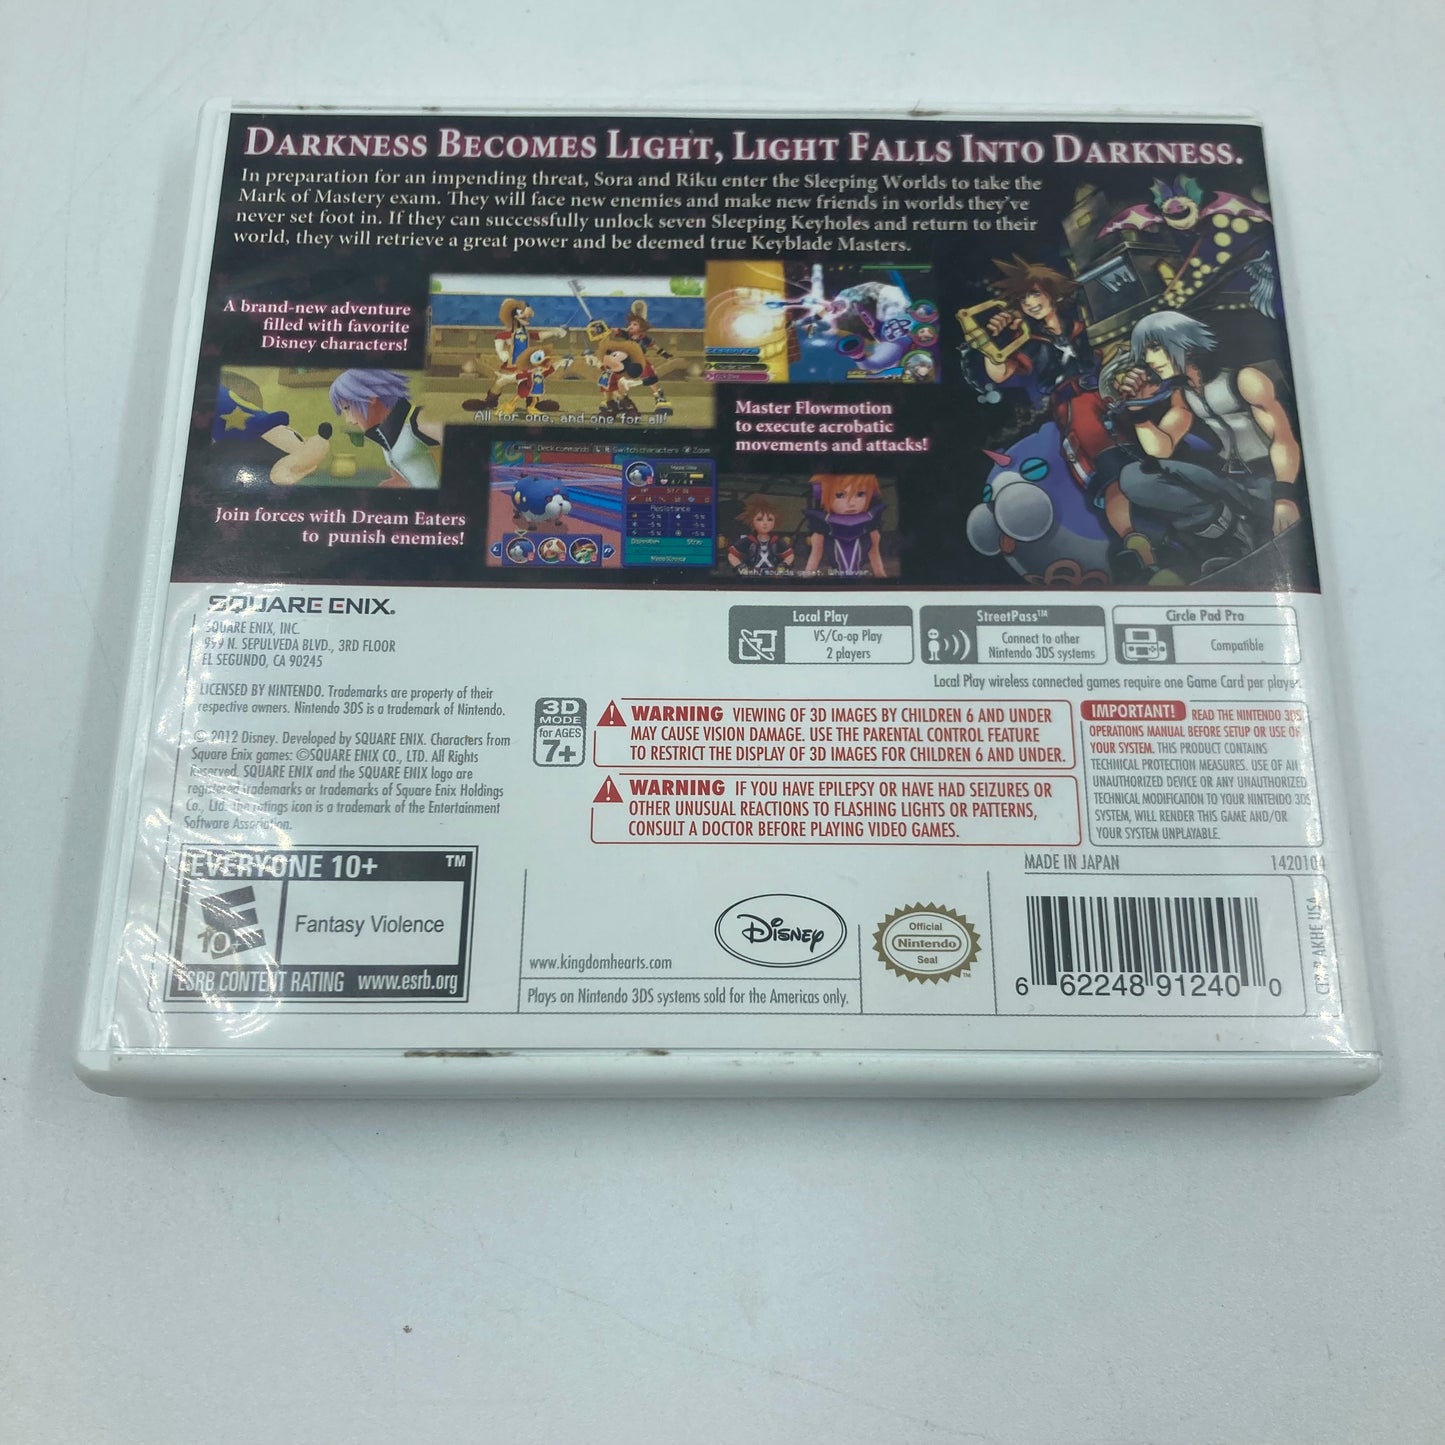 DARKNESS BECOMES LIGHT, LIGHT FALLS INTO DARKNESS.
In preparation for an impending threat, Sora and Riku enter the Sleeping Worlds to take the
Mark of Mastery exam. They will face new enemies and make new friends in worlds they've
never set foot in. If they can successfully unlock seven Sleeping Keyholes and return to their
world, they will retrieve a great power and be deemed true Keyblade Masters.
A brand-new adventure
filled with favorite
Disney characters!
All for one, and one for all!
Master Flowmotion
to execute acrobatic
movements and attacks!
Deck commands L R Switch characters Zoom
Resistance
Join forces with Dream Eaters
to punish enemies!
Yeah! sounds great. Whatever.
SQUARE ENIX.
SQUARE ENIX, INC.
999 N. SEPULVEDA BLVD., 3RD FLOOR
EL SEGUNDO, CA 90245
LICENSED BY NINTENDO. Trademarks are property of their
respective owners. Nintendo 3DS is a trademark of Nintendo.
© 2012 Disney. Developed by SQUARE ENIX. Characters from
Square Enix games: ©SQUARE ENIX CO., LTD. All Rights
Reserved. SQUARE ENIX and the SQUARE ENIX logo are
registered trademarks or trademarks of Square Enix Holdings
Co., Ltd. The ratings icon is a trademark of the Entertainment
Software Association.
Local Play
VS/Co-op Play
2 players
StreetPass™
Connect to other
Nintendo 3DS systems
Circle Pad Pro
Compatible
Local Play wireless connected games require one Game Card per player.
3D
MODE
for AGES
7+
WARNING VIEWING OF 3D IMAGES BY CHILDREN 6 AND UNDER
MAY CAUSE VISION DAMAGE. USE THE PARENTAL CONTROL FEATURE
TO RESTRICT THE DISPLAY OF 3D IMAGES FOR CHILDREN 6 AND UNDER.
WARNING IF YOU HAVE EPILEPSY OR HAVE HAD SEIZURES OR
OTHER UNUSUAL REACTIONS TO FLASHING LIGHTS OR PATTERNS,
CONSULT A DOCTOR BEFORE PLAYING VIDEO GAMES.
IMPORTANT! READ THE NINTENDO 3DS
OPERATIONS MANUAL BEFORE SETUP OR USE OF
YOUR SYSTEM. THIS PRODUCT CONTAINS
TECHNICAL PROTECTION MEASURES. USE OF AN
UNAUTHORIZED DEVICE OR ANY UNAUTHORIZED
TECHNICAL MODIFICATION TO YOUR NINTENDO 3DS
SYSTEM, WILL RENDER THIS GAME AND/OR
YOUR SYSTEM UNPLAYABLE.
EVERYONE 10+ ™
10+
Fantasy Violence
ESRB CONTENT RATING www.esrb.org
www.kingdomhearts.com
Disney
Official
Nintendo
Seal
TM
Plays on Nintendo 3DS systems sold for the Americas only.
MADE IN JAPAN 1420104
6 62248 91240 0
AKHE USA